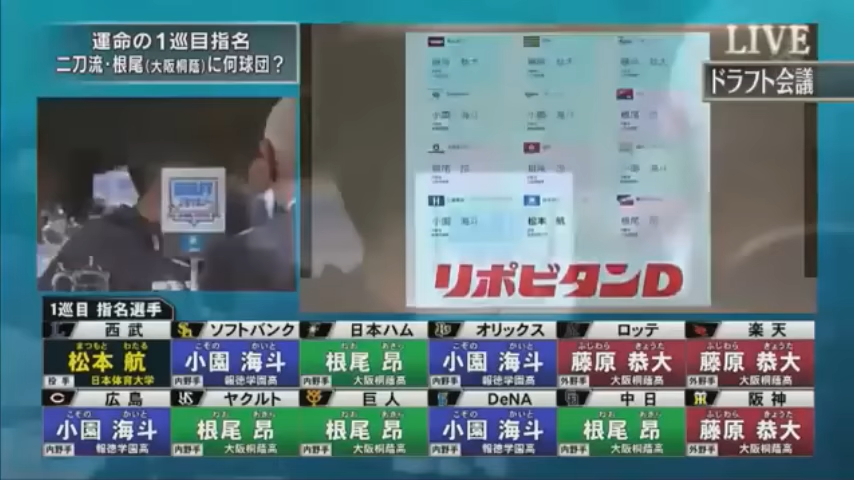 運命の1巡目指名
二刀流・根尾(大阪桐蔭)に何球団?
LIVE
ドラフト会議
小園 海斗
松本 航
根尾 昂
リポビタンD
1巡目 指名選手
西武
ソフトバンク
日本ハム
オリックス
ロッテ
楽天
まつもと わたる
松本 航
投手 日本体育大学
こぞの かいと
小園 海斗
内野手 報徳学園高
ねお あきら
根尾 昂
内野手 大阪桐蔭高
こぞの かいと
小園 海斗
内野手 報徳学園高
ふじわら きょうた
藤原 恭大
外野手 大阪桐蔭高
ふじわら きょうた
藤原 恭大
外野手 大阪桐蔭高
広島
ヤクルト
巨人
DeNA
中日
阪神
こぞの かいと
小園 海斗
内野手 報徳学園高
ねお あきら
根尾 昂
内野手 大阪桐蔭高
ねお あきら
根尾 昂
内野手 大阪桐蔭高
こぞの かいと
小園 海斗
内野手 報徳学園高
ねお あきら
根尾 昂
内野手 大阪桐蔭高
ふじわら きょうた
藤原 恭大
外野手 大阪桐蔭高